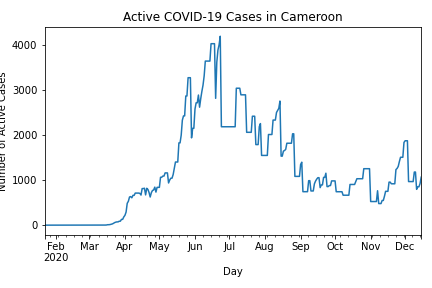 Active COVID-19 Cases in Cameroon
Number of Active Cases
4000
3000
2000
1000
0
Feb Mar Apr May Jun Jul Aug Sep Oct Nov Dec
2020
Day